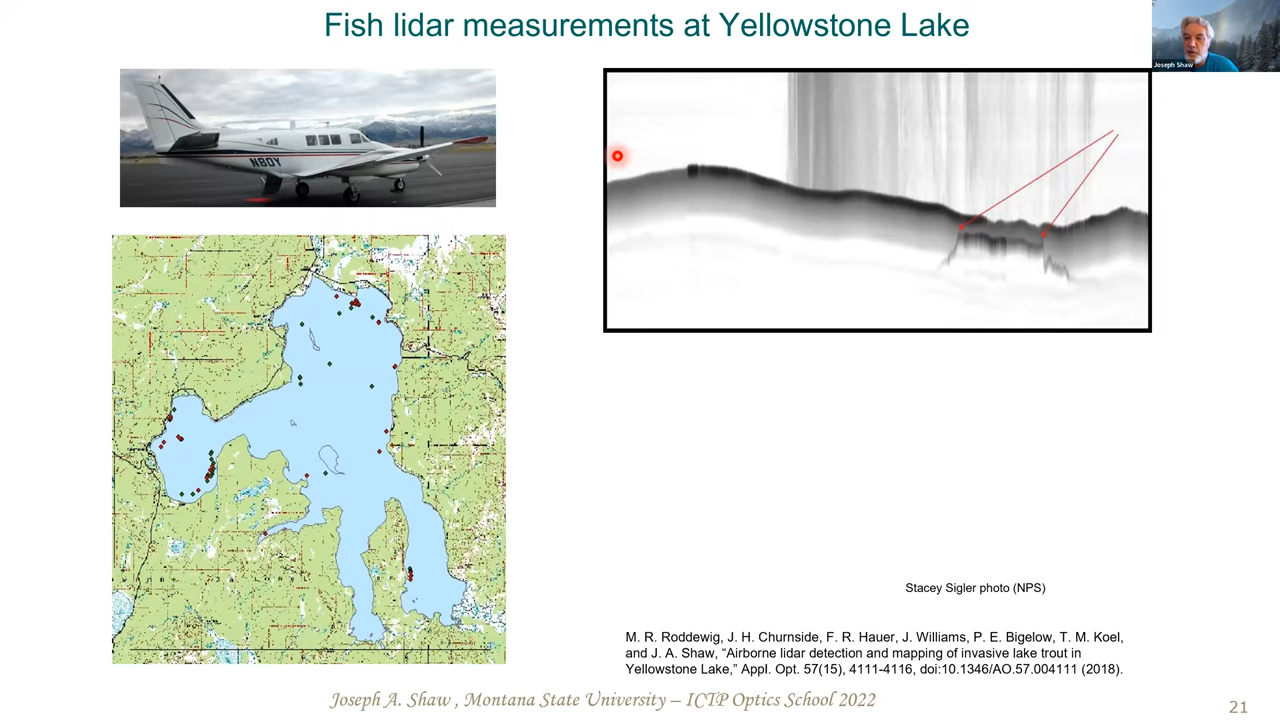 Fish lidar measurements at Yellowstone Lake
Joseph Shaw
N80Y
Stacey Sigler photo (NPS)
M. R. Roddewig, J. H. Churnside, F. R. Hauer, J. Williams, P. E. Bigelow, T. M. Koel,
and J. A. Shaw, “Airborne lidar detection and mapping of invasive lake trout in
Yellowstone Lake,” Appl. Opt. 57(15), 4111-4116, doi:10.1346/AO.57.004111 (2018).
Joseph A. Shaw , Montana State University – ICTP Optics School 2022
21